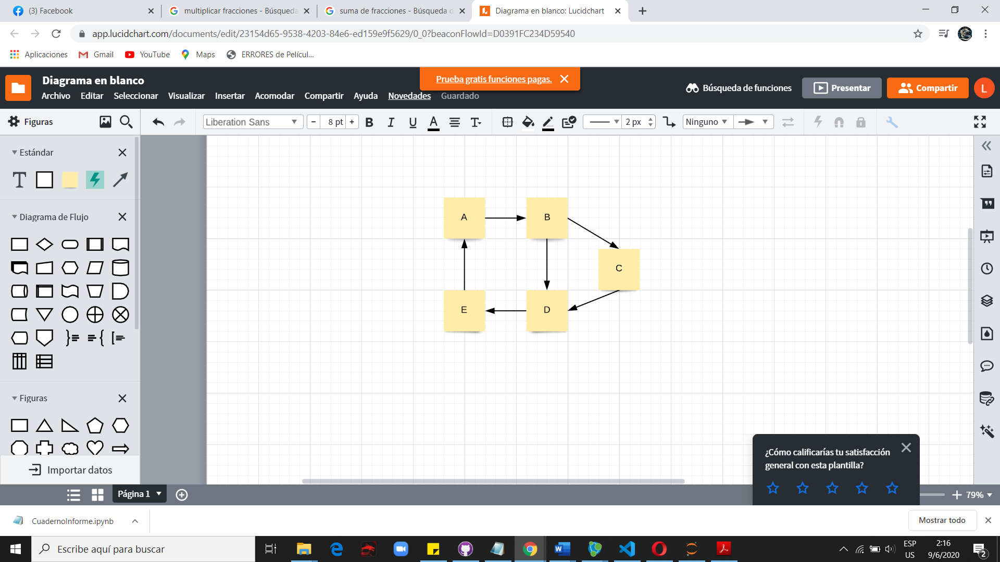 (3) Facebook
multiplicar fracciones - Búsqueda
suma de fracciones - Búsqueda d
Diagrama en blanco: Lucidchart
app.lucidchart.com/documents/edit/23154d65-9538-4203-84e6-ed159e9f5629/0_0?beaconFlowId=D0391FC234D59540
Aplicaciones
Gmail
YouTube
Maps
ERRORES de Películ...
Diagrama en blanco
Prueba gratis funciones pagas.
Archivo
Editar
Seleccionar
Visualizar
Insertar
Acomodar
Compartir
Ayuda
Novedades
Guardado
Búsqueda de funciones
Presentar
Compartir
L
Figuras
Liberation Sans
8 pt
2 px
Ninguno
Estándar
Diagrama de Flujo
Figuras
Importar datos
A
B
C
E
D
¿Cómo calificarías tu satisfacción
general con esta plantilla?
Página 1
79%
CuadernoInforme.ipynb
Mostrar todo
Escribe aquí para buscar
ESP
US
2:16
9/6/2020
2